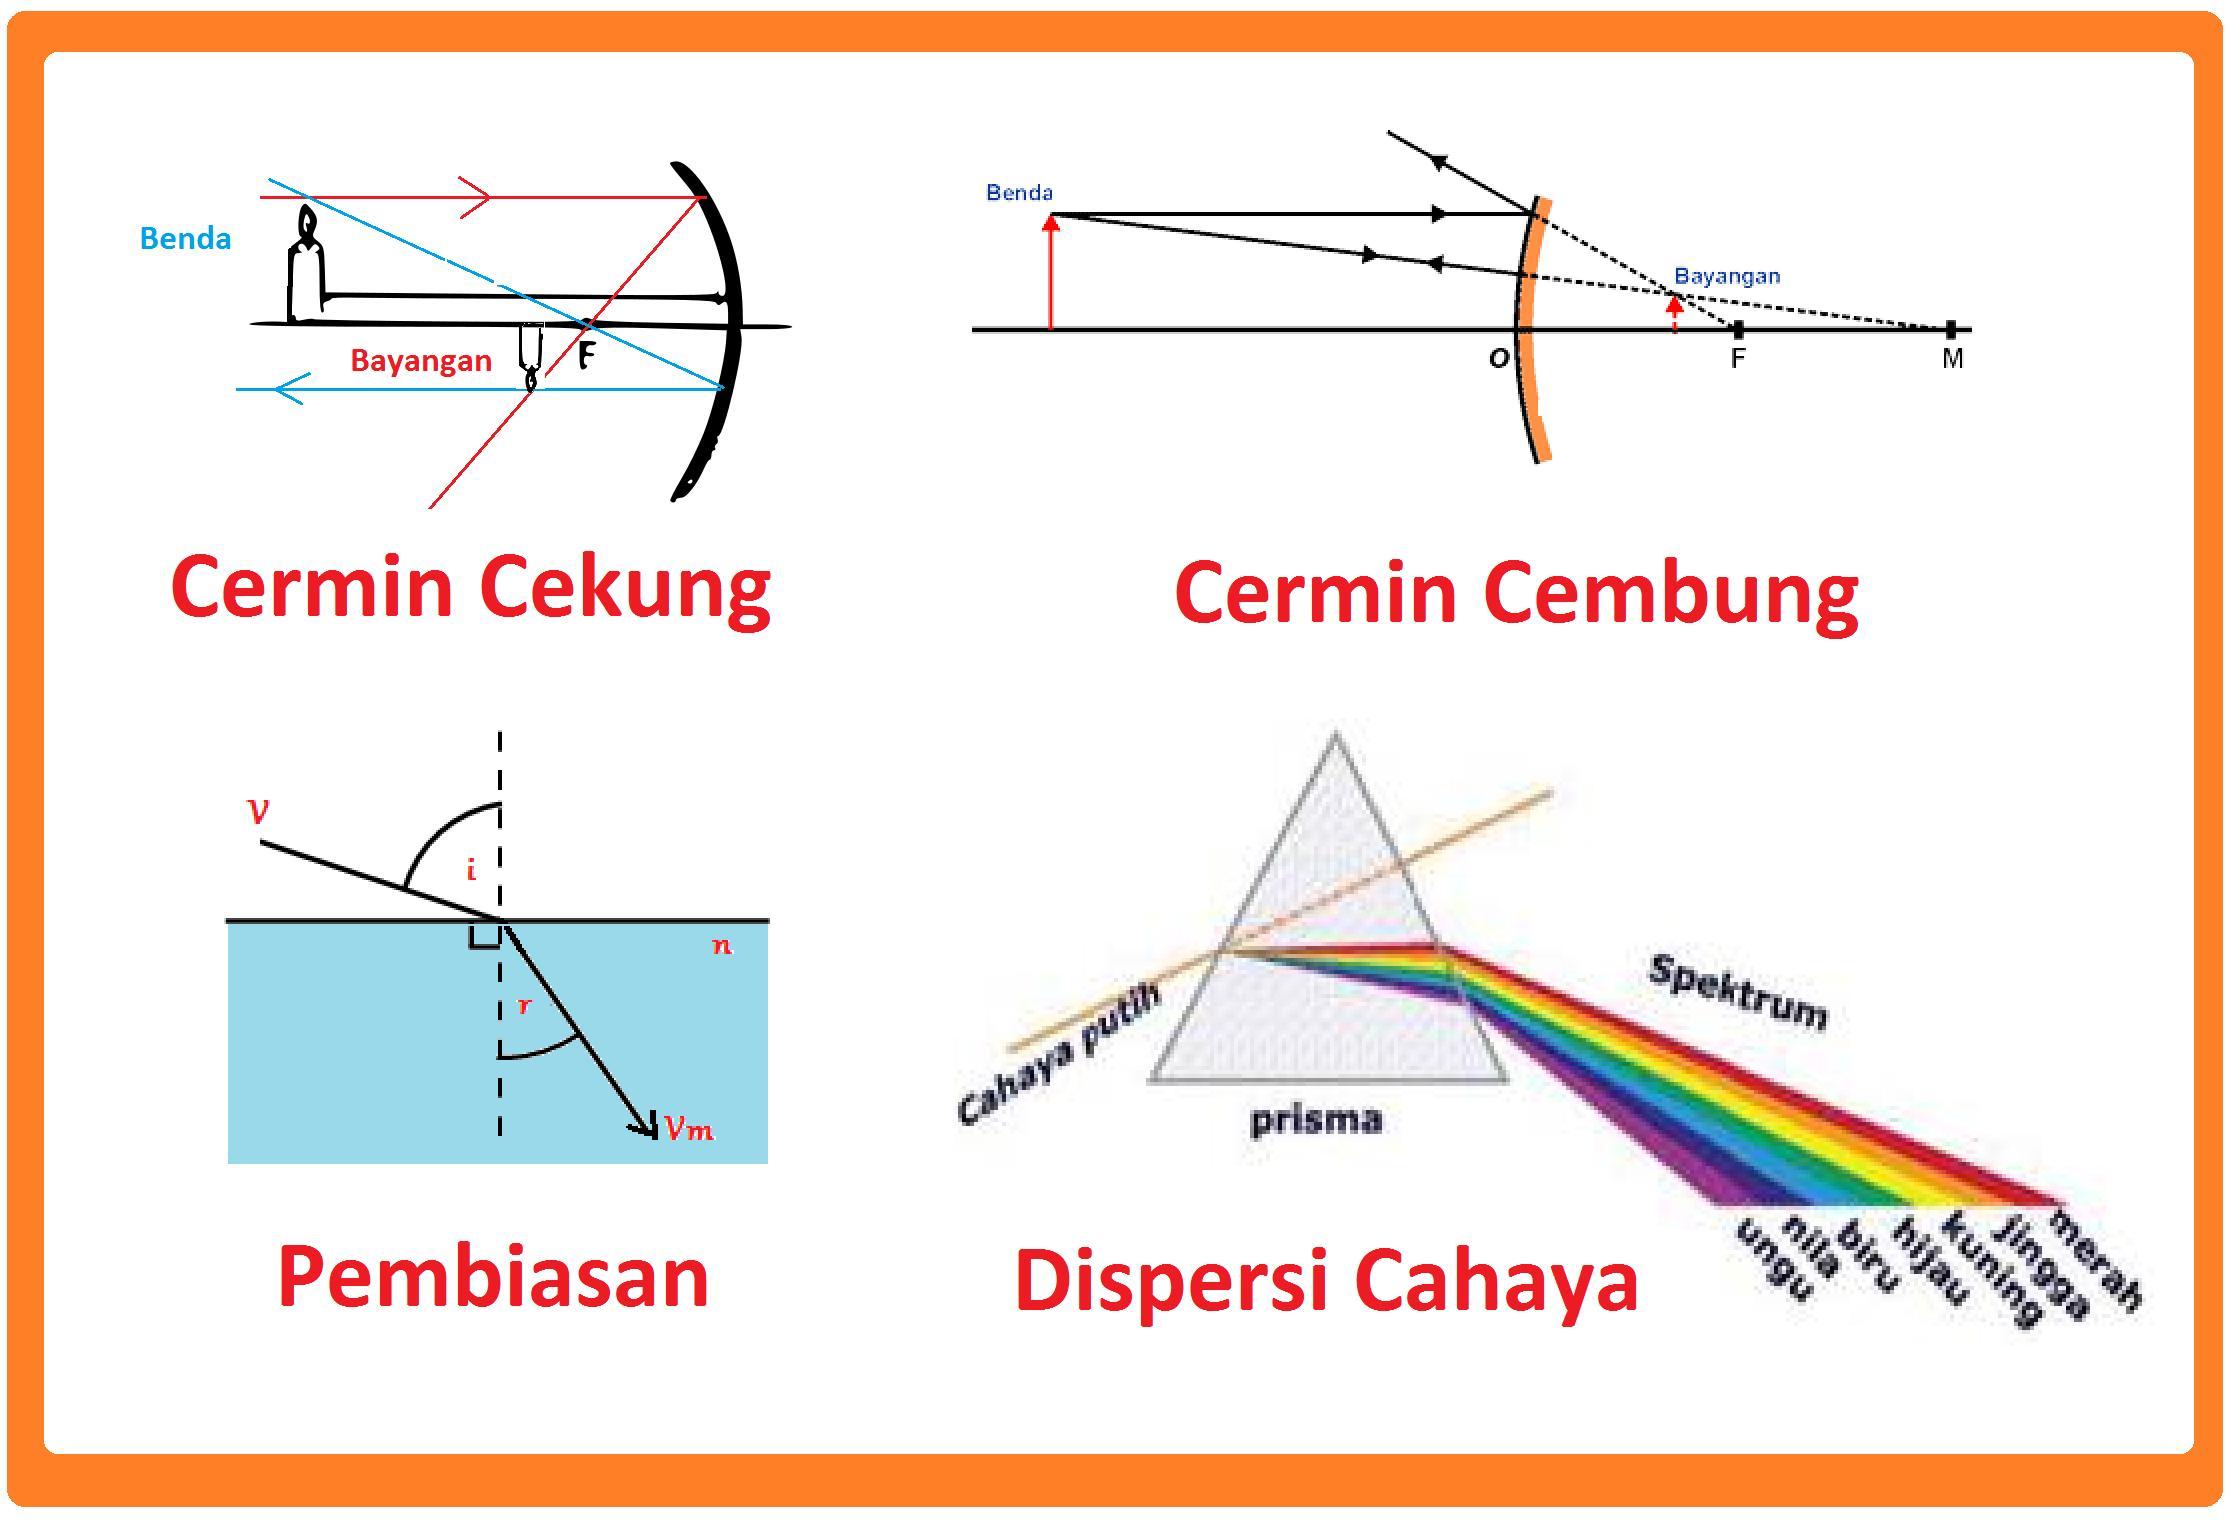 Benda
Bayangan
F
Cermin Cekung
Benda
Bayangan
O
F
M
Cermin Cembung
V
i
n
r
Vm
Pembiasan
Cahaya putih
prisma
Spektrum
ungu
nila
biru
hijau
kuning
jingga
merah
Dispersi Cahaya